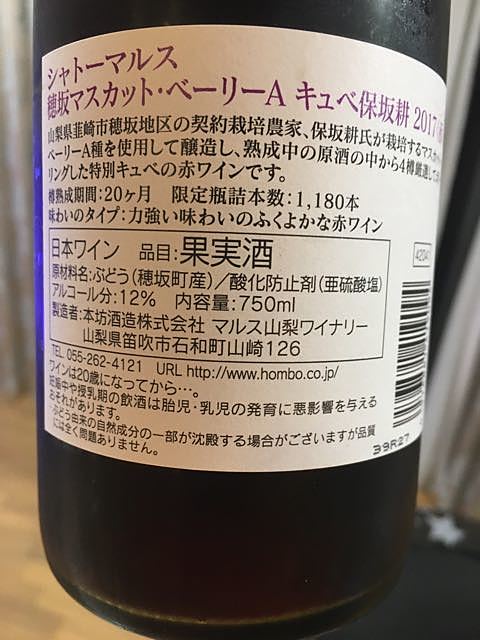 シャトーマルス
穂坂マスカット・ベーリーA キュベ保坂耕 2017
山梨県韮崎市穂坂地区の契約栽培農家、保坂耕氏が栽培するマスカッ
ベーリーA種を使用して醸造し、熟成中の原酒の中から4樽厳選して
リングした特別キュベの赤ワインです。
樽熟成期間:20ヶ月 限定瓶詰本数:1,180本
味わいのタイプ:力強い味わいのふくよかな赤ワイン
日本ワイン 品目:果実酒
原材料名:ぶどう(穂坂町産)/酸化防止剤(亜硫酸塩)
アルコール分:12% 内容量:750ml
製造者:本坊酒造株式会社 マルス山梨ワイナリー
山梨県笛吹市石和町山崎126
4204
TEL 055-262-4121 URL http://www.hombo.co.jp/
ワインは20歳になってから…。
妊娠中や授乳期の飲酒は胎児・乳児の発育に悪影響を与える
おそれがあります。
ぶどう由来の自然成分の一部が沈殿する場合がございますが品質
には全く問題ありません。
39R27